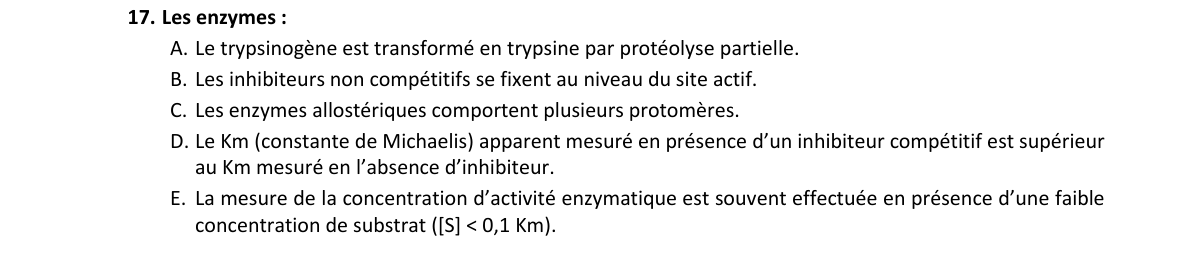 17. Les enzymes :
A. Le trypsinogène est transformé en trypsine par protéolyse partielle.
B. Les inhibiteurs non compétitifs se fixent au niveau du site actif.
C. Les enzymes allostériques comportent plusieurs protomères.
D. Le Km (constante de Michaelis) apparent mesuré en présence d’un inhibiteur compétitif est supérieur
au Km mesuré en l’absence d’inhibiteur.
E. La mesure de la concentration d’activité enzymatique est souvent effectuée en présence d’une faible
concentration de substrat ([S] < 0,1 Km).